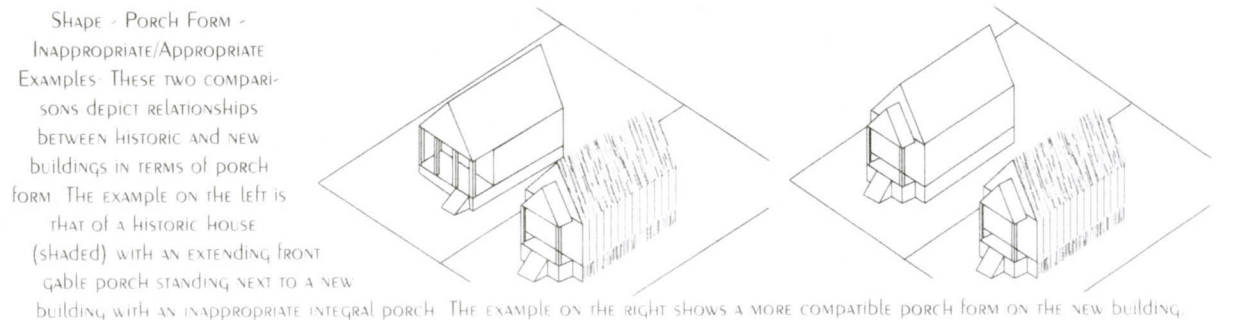 Shape - Porch Form -
Inappropriate/Appropriate
Examples- These two compari-
sons depict relationships
between historic and new
buildings in terms of porch
form. The example on the left is
that of a historic house
(shaded) with an extending front
gable porch standing next to a new
building with an inappropriate integral porch. The example on the right shows a more compatible porch form on the new building.